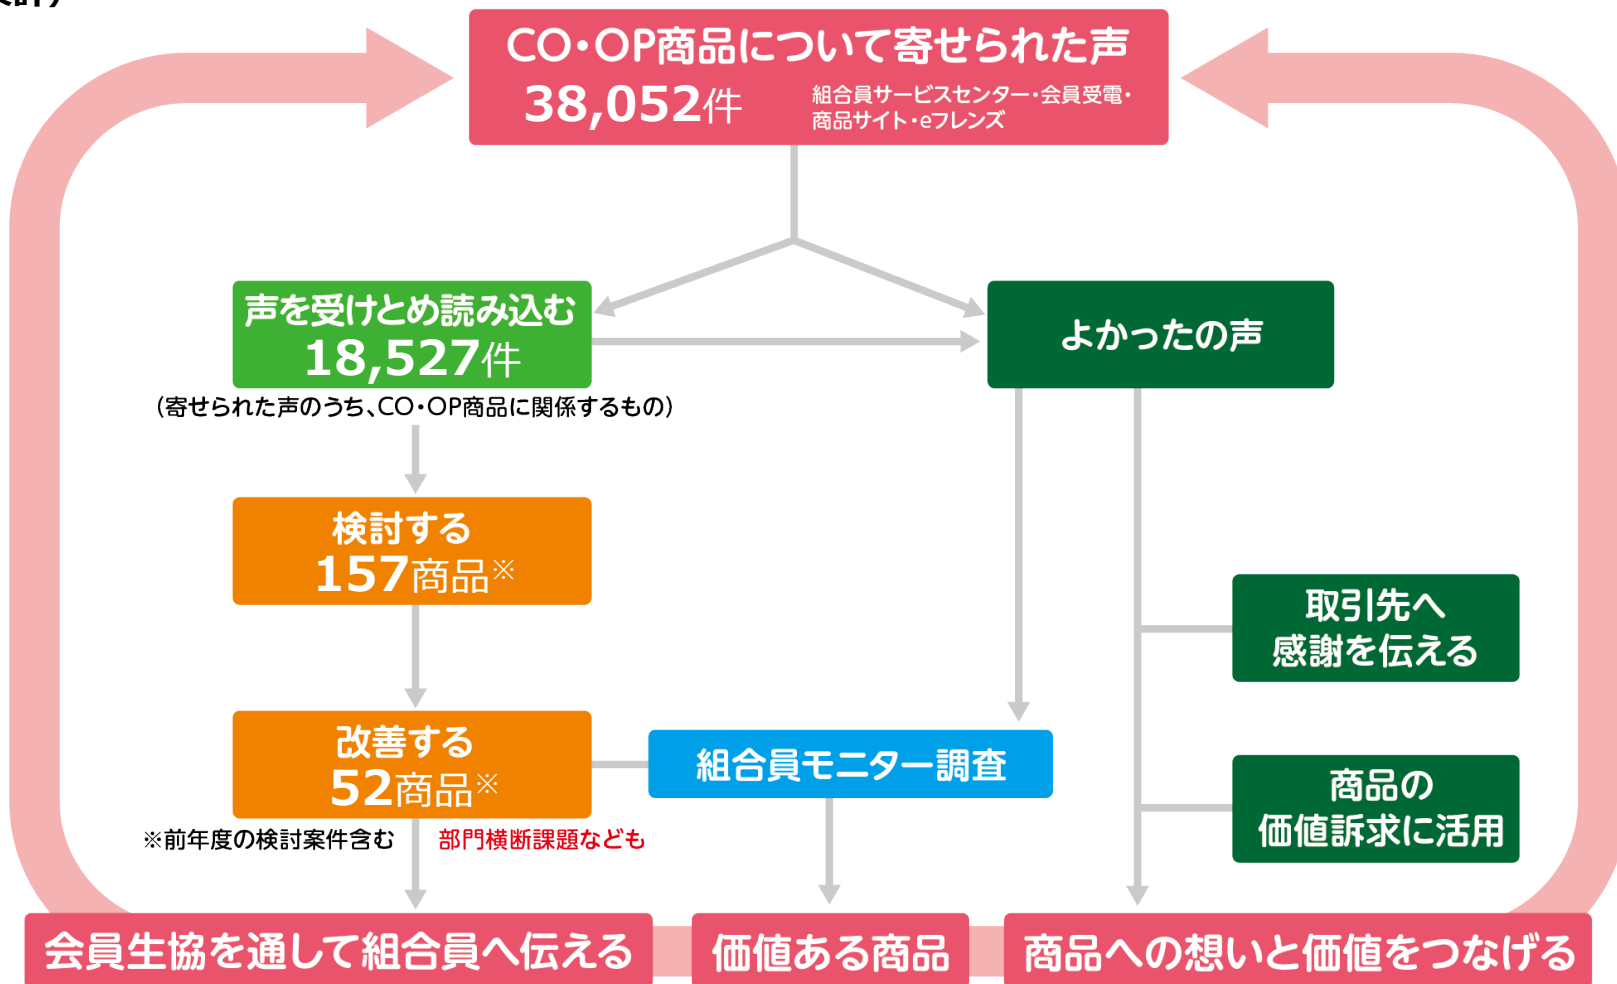 CO・OP商品について寄せられた声
38,052件
組合員サービスセンター・会員受電・
商品サイト・eフレンズ
声を受けとめ読み込む
18,527件
(寄せられた声のうち、CO・OP商品に関係するもの)
よかったの声
検討する
157商品※
取引先へ
感謝を伝える
改善する
52商品※
※前年度の検討案件含む
部門横断課題なども
組合員モニター調査
商品の
価値訴求に活用
会員生協を通して組合員へ伝える
価値ある商品
商品への想いと価値をつなげる